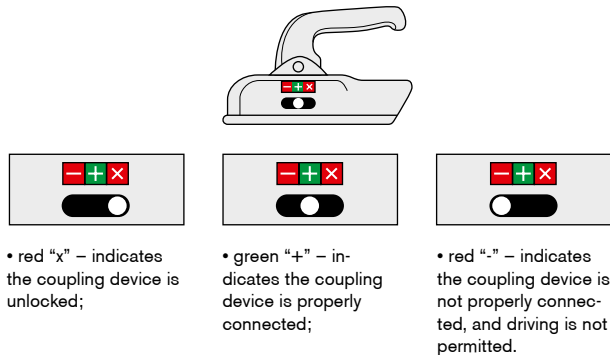 − + ×
− + ×
− + ×
− + ×
• red “x” – indicates
the coupling device is
unlocked;
• green “+” – in-
dicates the coupling
device is properly
connected;
• red “-” – indicates
the coupling device is
not properly connec-
ted, and driving is not
permitted.